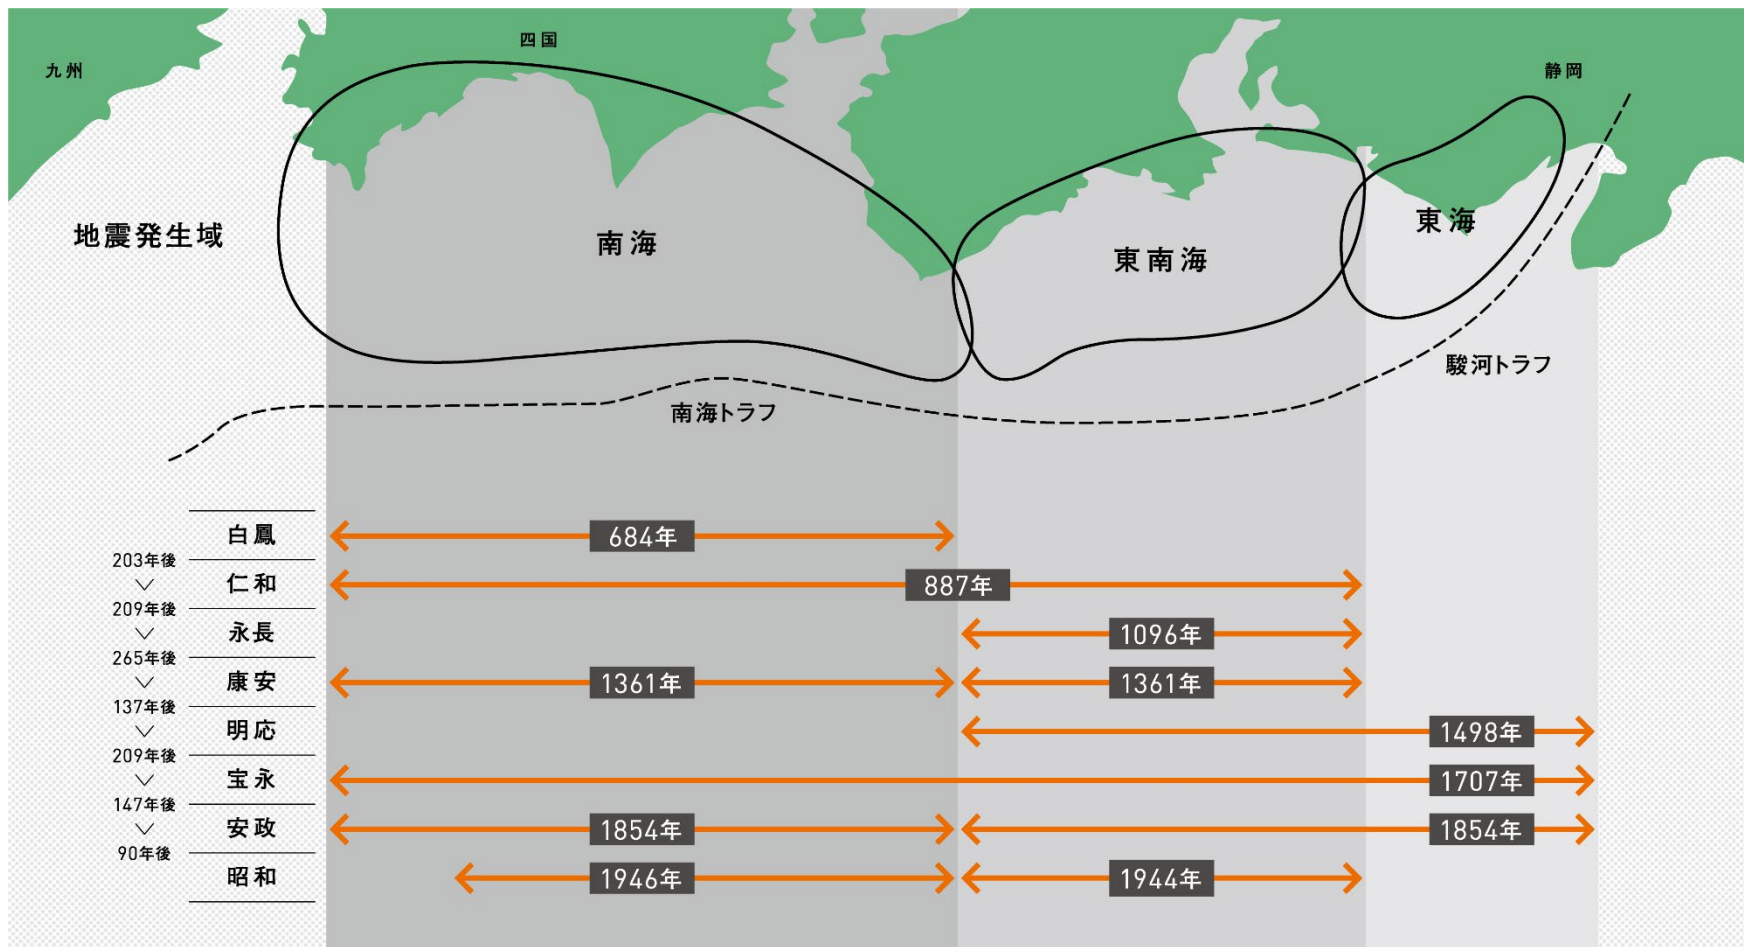 四国
九州
静岡
地震発生域
南海
東南海
東海
駿河トラフ
南海トラフ
白鳳 684年
203年後
仁和 887年
209年後
永長 1096年
265年後
康安 1361年 1361年
137年後
明応 1498年
209年後
宝永 1707年
147年後
安政 1854年 1854年
90年後
昭和 1946年 1944年